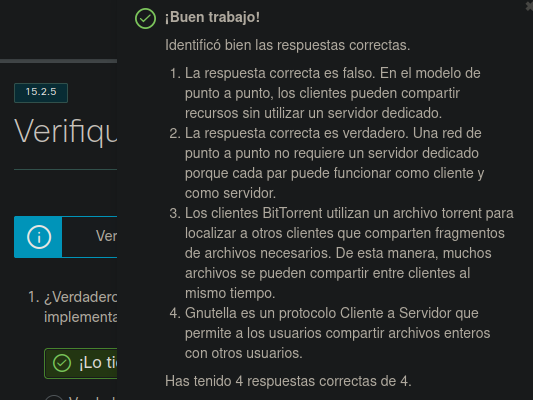 ¡Buen trabajo!
Identificó bien las respuestas correctas.
1. La respuesta correcta es falso. En el modelo de
punto a punto, los clientes pueden compartir
recursos sin utilizar un servidor dedicado.
2. La respuesta correcta es verdadero. Una red de
punto a punto no requiere un servidor dedicado
porque cada par puede funcionar como cliente y
como servidor.
3. Los clientes BitTorrent utilizan un archivo torrent para
localizar a otros clientes que comparten fragmentos
de archivos necesarios. De esta manera, muchos
archivos se pueden compartir entre clientes al
mismo tiempo.
4. Gnutella es un protocolo Cliente a Servidor que
permite a los usuarios compartir archivos enteros
con otros usuarios.
Has tenido 4 respuestas correctas de 4.
15.2.5
Verifiqu
Ver
1. ¿Verdadero
implementa
¡Lo tie